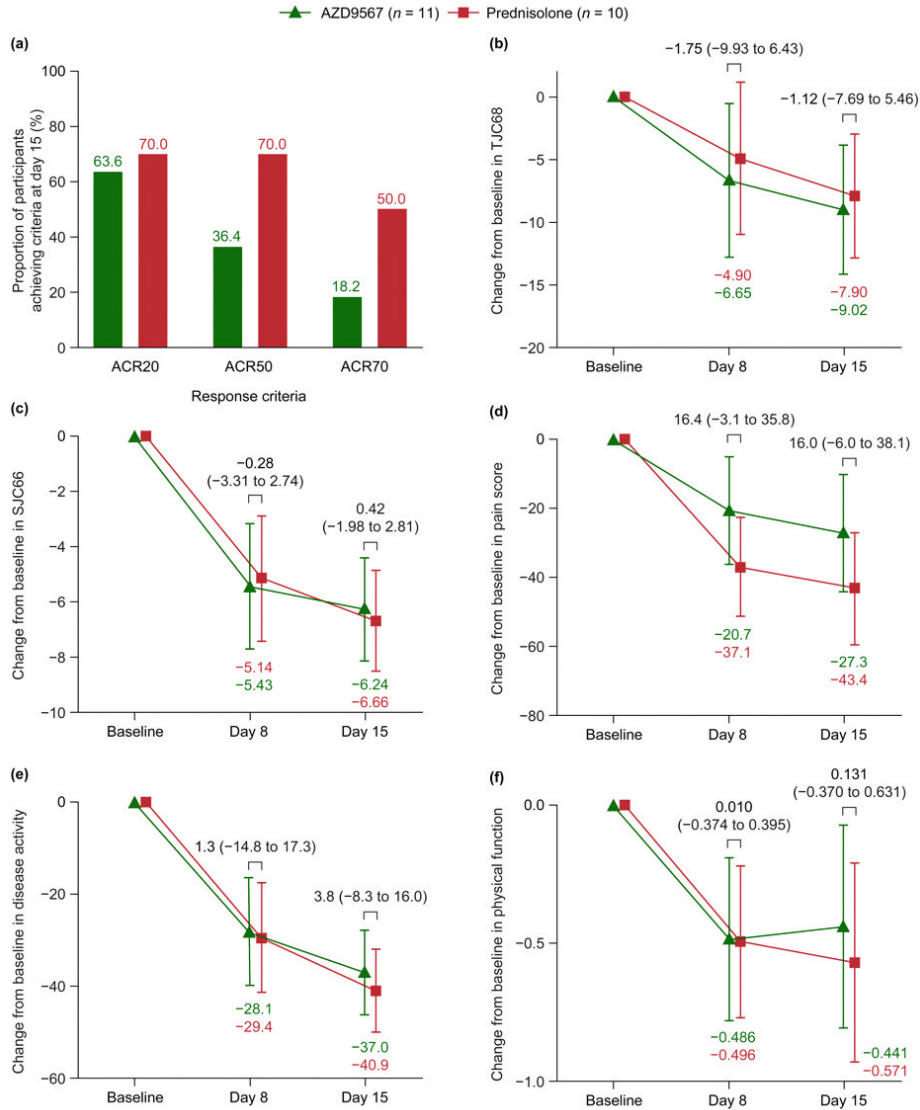 AZD9567 (n = 11) Prednisolone (n = 10)
(a)
Proportion of participants
achieving criteria at day 15 (%)
100
80
60
40
20
0
63.6
70.0
36.4
70.0
18.2
50.0
ACR20 ACR50 ACR70
Response criteria
(b)
Change from baseline in TJC68
0
−5
−10
−15
−20
−1.75 (−9.93 to 6.43)
−1.12 (−7.69 to 5.46)
−4.90
−6.65
−7.90
−9.02
Baseline Day 8 Day 15
(c)
Change from baseline in SJC66
0
−2
−4
−6
−8
−10
−0.28
(−3.31 to 2.74)
0.42
(−1.98 to 2.81)
−5.14
−5.43
−6.24
−6.66
Baseline Day 8 Day 15
(d)
Change from baseline in pain score
0
−20
−40
−60
−80
16.4 (−3.1 to 35.8)
16.0 (−6.0 to 38.1)
−20.7
−37.1
−27.3
−43.4
Baseline Day 8 Day 15
(e)
Change from baseline in disease activity
0
−20
−40
−60
1.3 (−14.8 to 17.3)
3.8 (−8.3 to 16.0)
−28.1
−29.4
−37.0
−40.9
Baseline Day 8 Day 15
(f)
Change from baseline in physical function
0.0
−0.5
−1.0
0.010
(−0.374 to 0.395)
0.131
(−0.370 to 0.631)
−0.486
−0.496
−0.441
−0.571
Baseline Day 8 Day 15